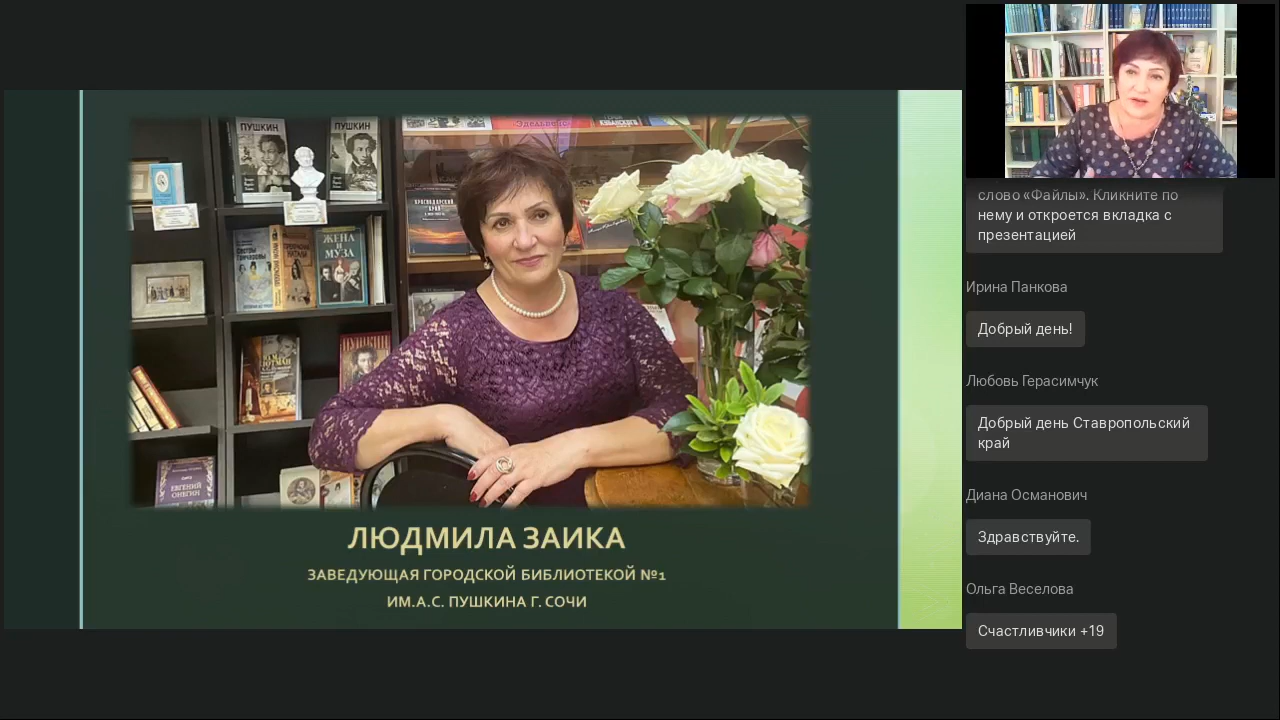 ПУШКИН
ПУШКИН
ЖЕНА
И
МУЗА
КРАСНОДАРСКИЙ
КРАЙ
ЕВГЕНИЙ
ОНЕГИН
ЛЮДМИЛА ЗАИКА
ЗАВЕДУЮЩАЯ ГОРОДСКОЙ БИБЛИОТЕКОЙ №1
ИМ.А.С. ПУШКИНА Г. СОЧИ
слово «Файлы». Кликните по
нему и откроется вкладка с
презентацией
Ирина Панкова
Добрый день!
Любовь Герасимчук
Добрый день Ставропольский
край
Диана Османович
Здравствуйте.
Ольга Веселова
Счастливчики +19